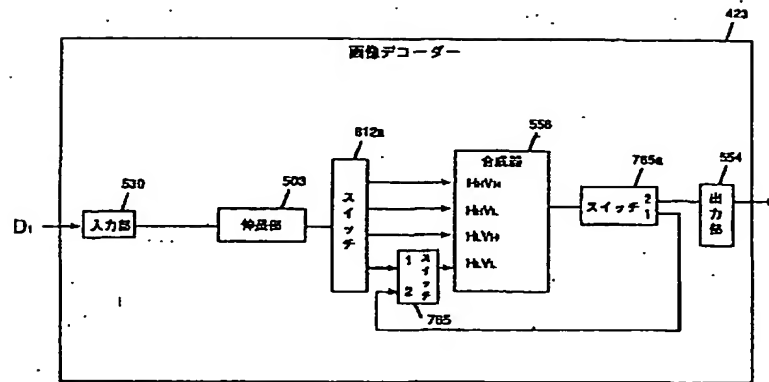 423
画像デコーダー
812a
558
合成器
765a
554
530
503
HHVH
HHVL
HLVH
HLVL
D1
入力部
伸長部
スイッチ
スイッチ
2
1
出力部
1
スイッチ
2
765